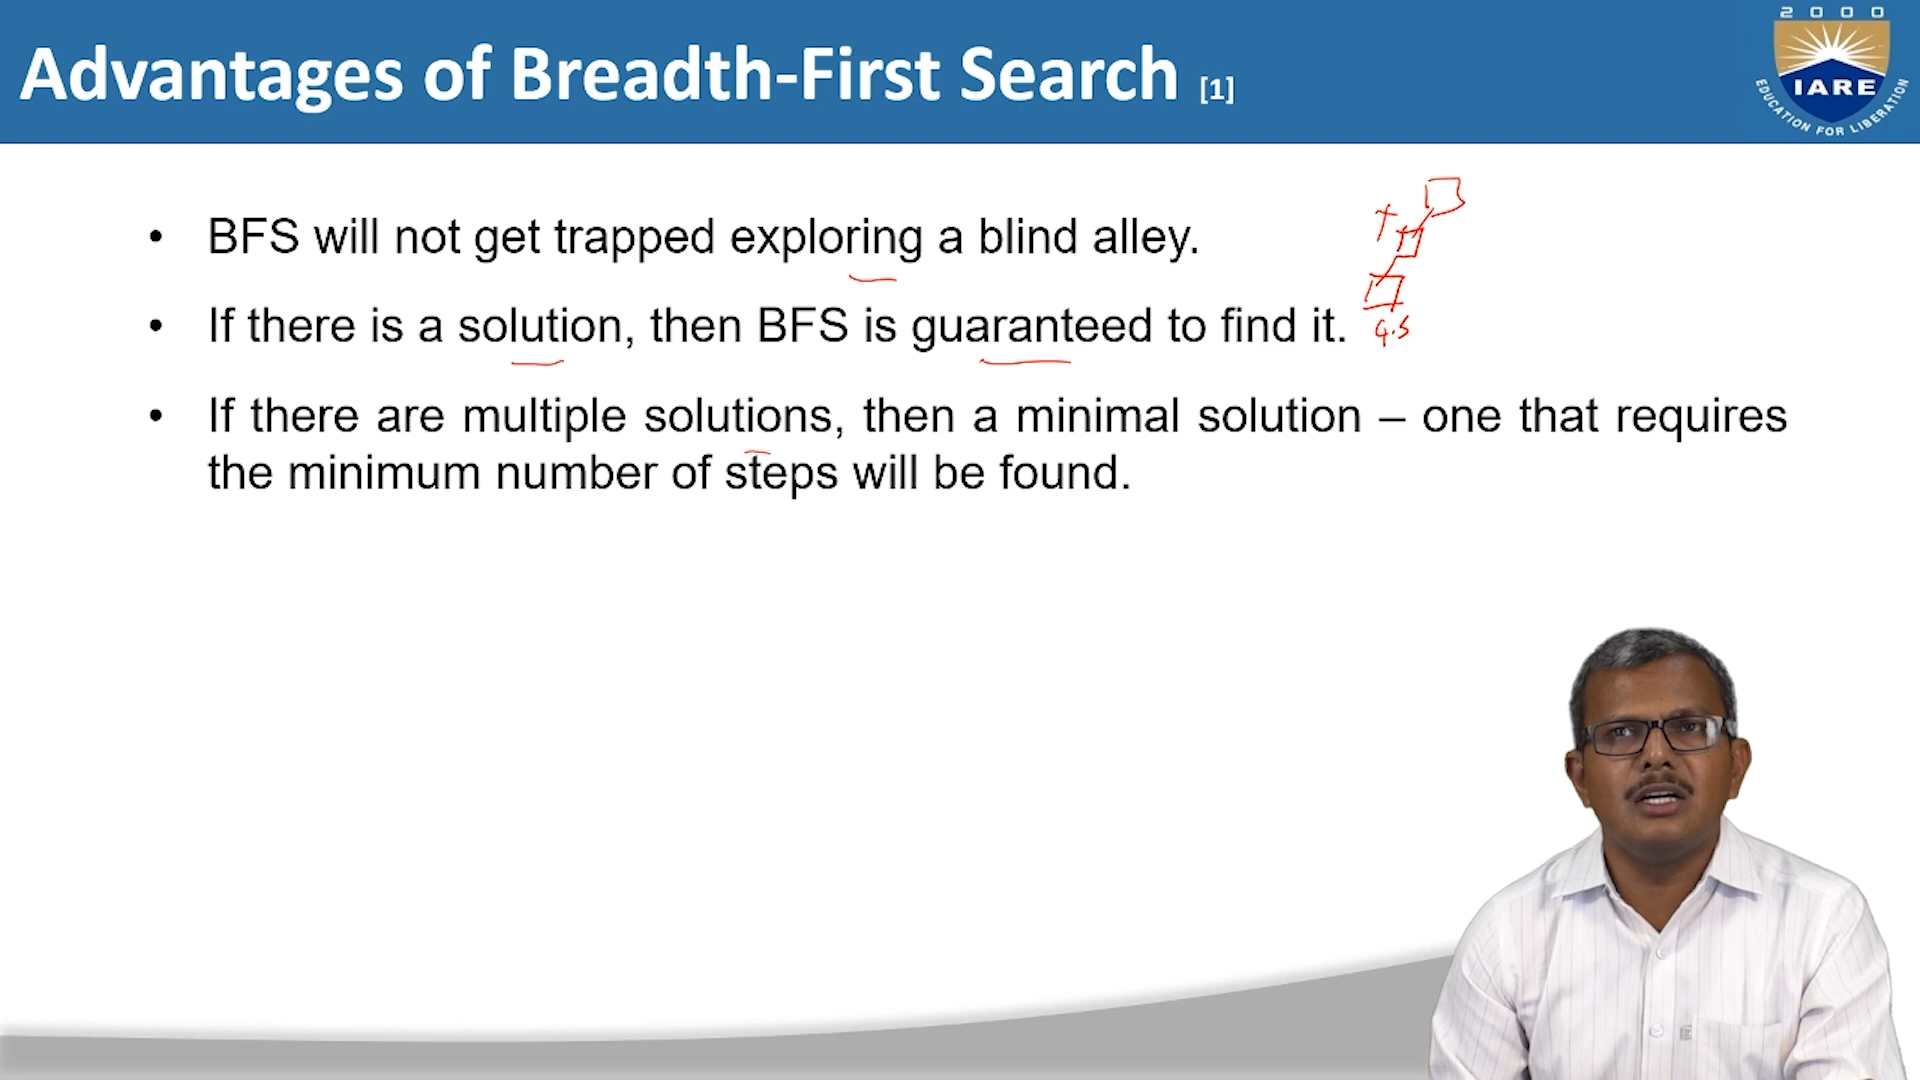 Advantages of Breadth-First Search [1]
2000
IARE
EDUCATION FOR LIBERATION
• BFS will not get trapped exploring a blind alley.
• If there is a solution, then BFS is guaranteed to find it.
G.S
• If there are multiple solutions, then a minimal solution – one that requires
the minimum number of steps will be found.